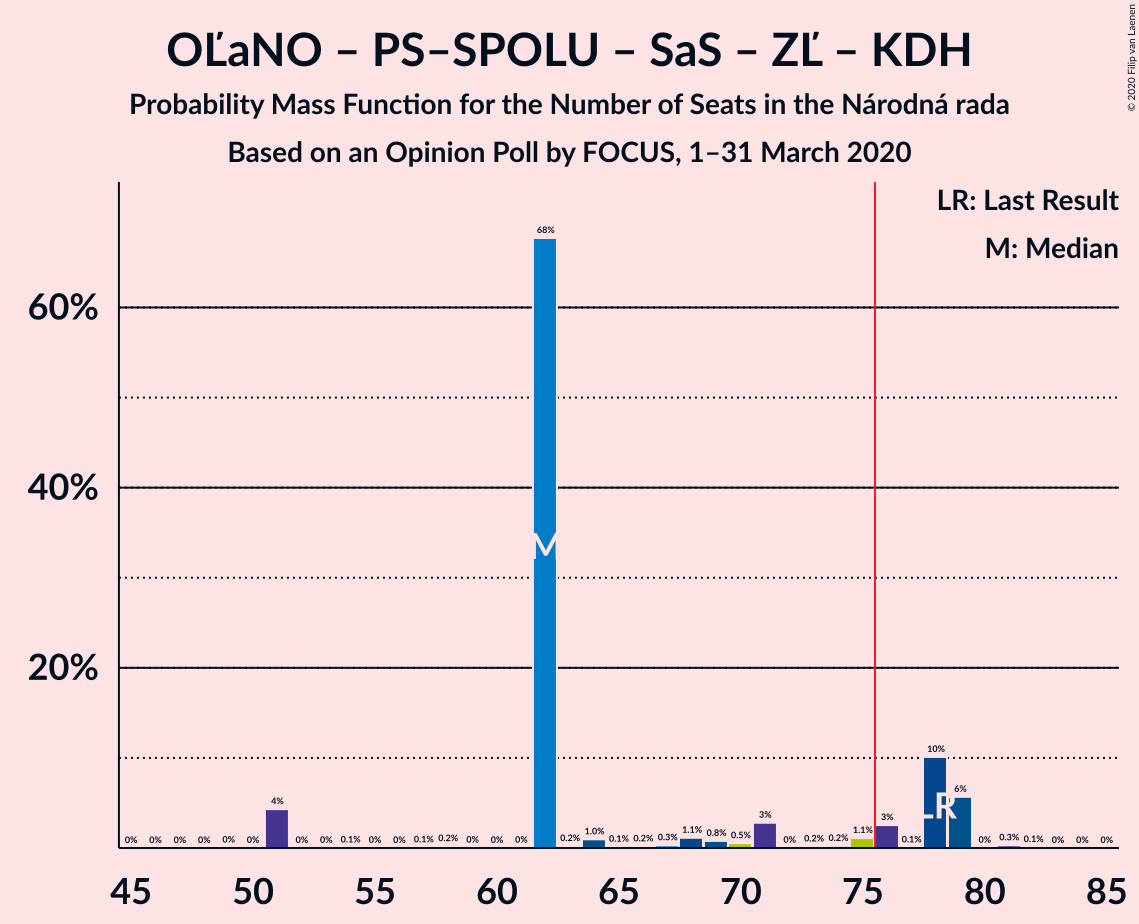 OĽaNO – PS–SPOLU – SaS – ZĽ – KDH
Probability Mass Function for the Number of Seats in the Národná rada
Based on an Opinion Poll by FOCUS, 1–31 March 2020
© 2020 Filip van Laenen
LR: Last Result
M: Median
68%
60%
40%
M
20%
10%
6%
LR
4%
3%
3%
0% 0% 0% 0% 0% 0% 0% 0% 0.1% 0% 0% 0.1% 0.2% 0% 0% 0% 0.2% 1.0% 0.1% 0.2% 0.3% 1.1% 0.8% 0.5% 0% 0.2% 0.2% 1.1% 0.1% 0% 0.3% 0.1% 0% 0% 0%
45 50 55 60 65 70 75 80 85